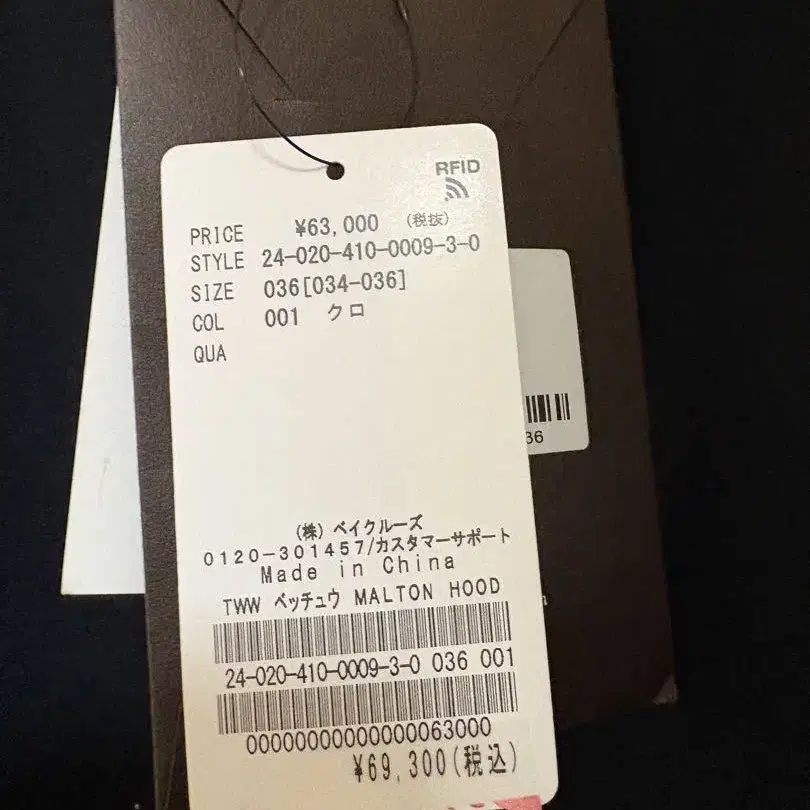 RFID
PRICE ¥63,000 (税抜)
STYLE 24-020-410-0009-3-0
SIZE 036[034-036]
COL 001 クロ
QUA
(株) ベイクルーズ
0120-301457/カスタマーサポート
Made in China
TWW ベッチュウ MALTON HOOD
24-020-410-0009-3-0 036 001
00000000000000063000
¥69,300(税込)
36